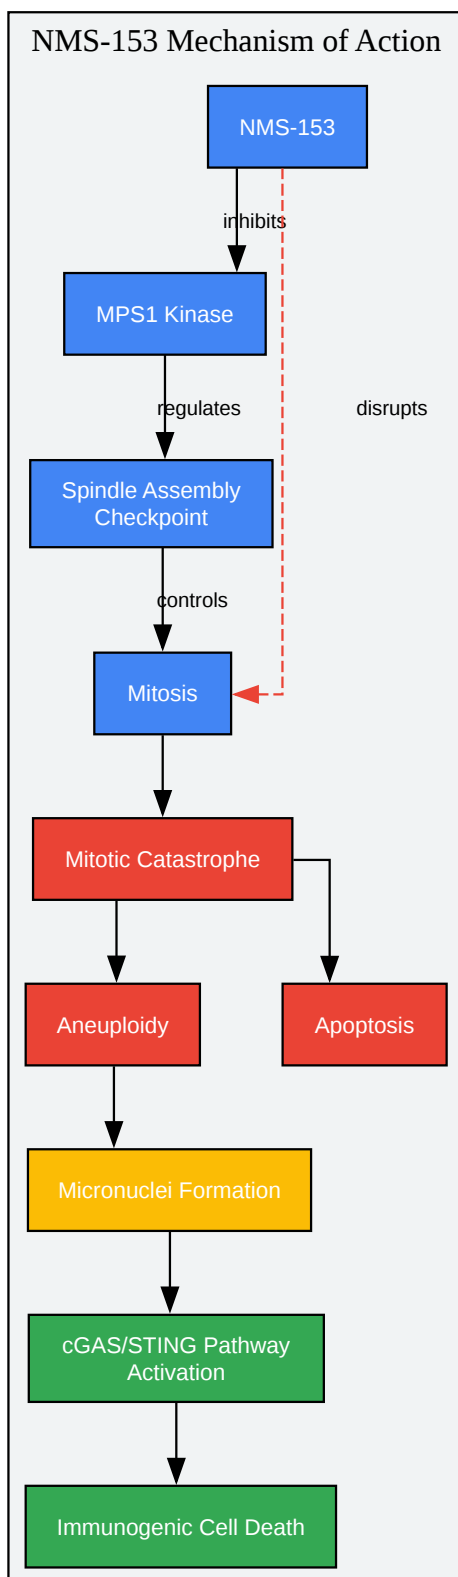 NMS-153 Mechanism of Action
NMS-153
inhibits
MPS1 Kinase
regulates
disrupts
Spindle Assembly
Checkpoint
controls
Mitosis
Mitotic Catastrophe
Aneuploidy
Apoptosis
Micronuclei Formation
cGAS/STING Pathway
Activation
Immunogenic Cell Death